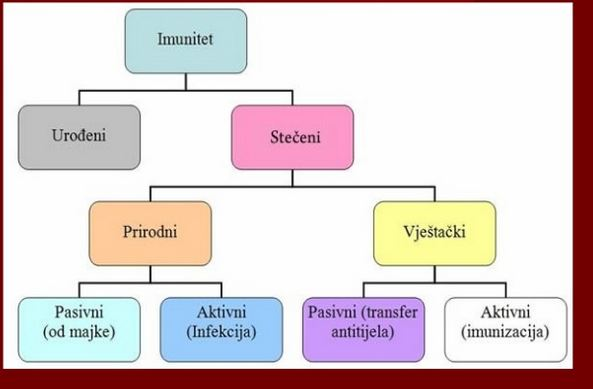 Imunitet
Urođeni
Stečeni
Prirodni
Vještački
Pasivni
(od majke)
Aktivni
(Infekcija)
Pasivni (transfer
antitijela)
Aktivni
(imunizacija)